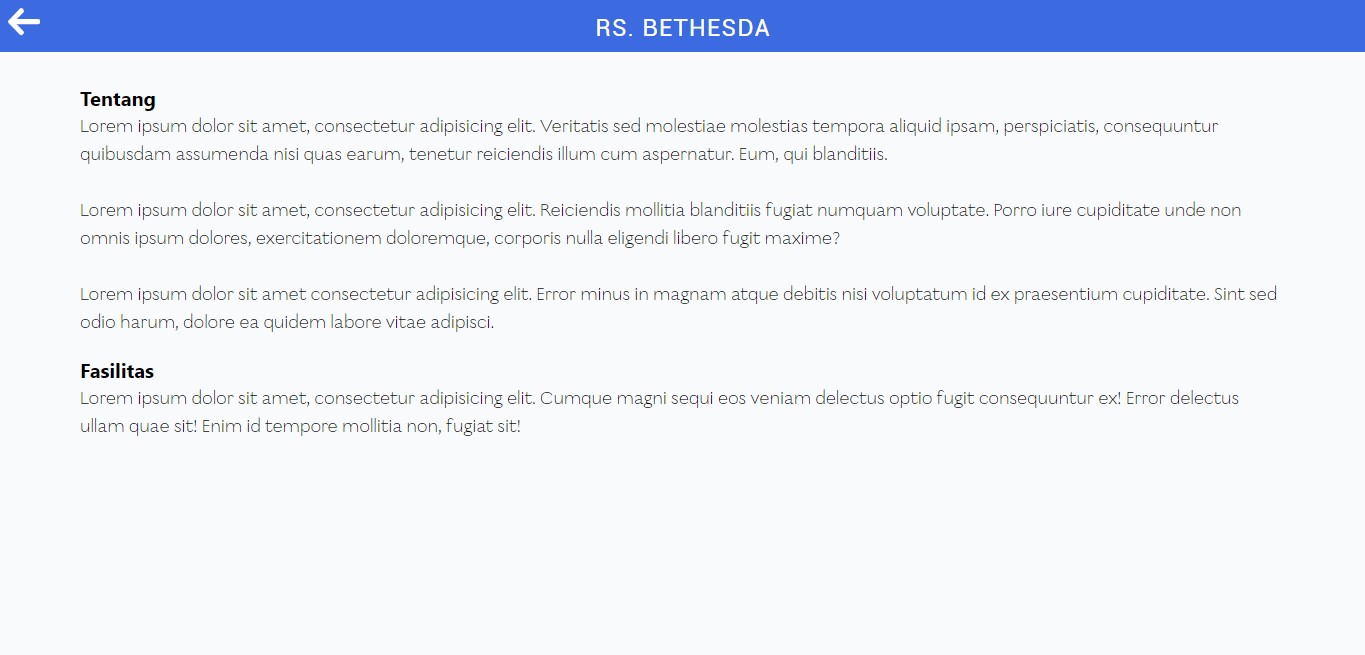 RS. BETHESDA
Tentang
Lorem ipsum dolor sit amet, consectetur adipisicing elit. Veritatis sed molestiae molestias tempora aliquid ipsam, perspiciatis, consequuntur
quibusdam assumenda nisi quas earum, tenetur reiciendis illum cum aspernatur. Eum, qui blanditiis.
Lorem ipsum dolor sit amet, consectetur adipisicing elit. Reiciendis mollitia blanditiis fugiat numquam voluptate. Porro iure cupiditate unde non
omnis ipsum dolores, exercitationem doloremque, corporis nulla eligendi libero fugit maxime?
Lorem ipsum dolor sit amet consectetur adipisicing elit. Error minus in magnam atque debitis nisi voluptatum id ex praesentium cupiditate. Sint sed
odio harum, dolore ea quidem labore vitae adipisci.
Fasilitas
Lorem ipsum dolor sit amet, consectetur adipisicing elit. Cumque magni sequi eos veniam delectus optio fugit consequuntur ex! Error delectus
ullam quae sit! Enim id tempore mollitia non, fugiat sit!